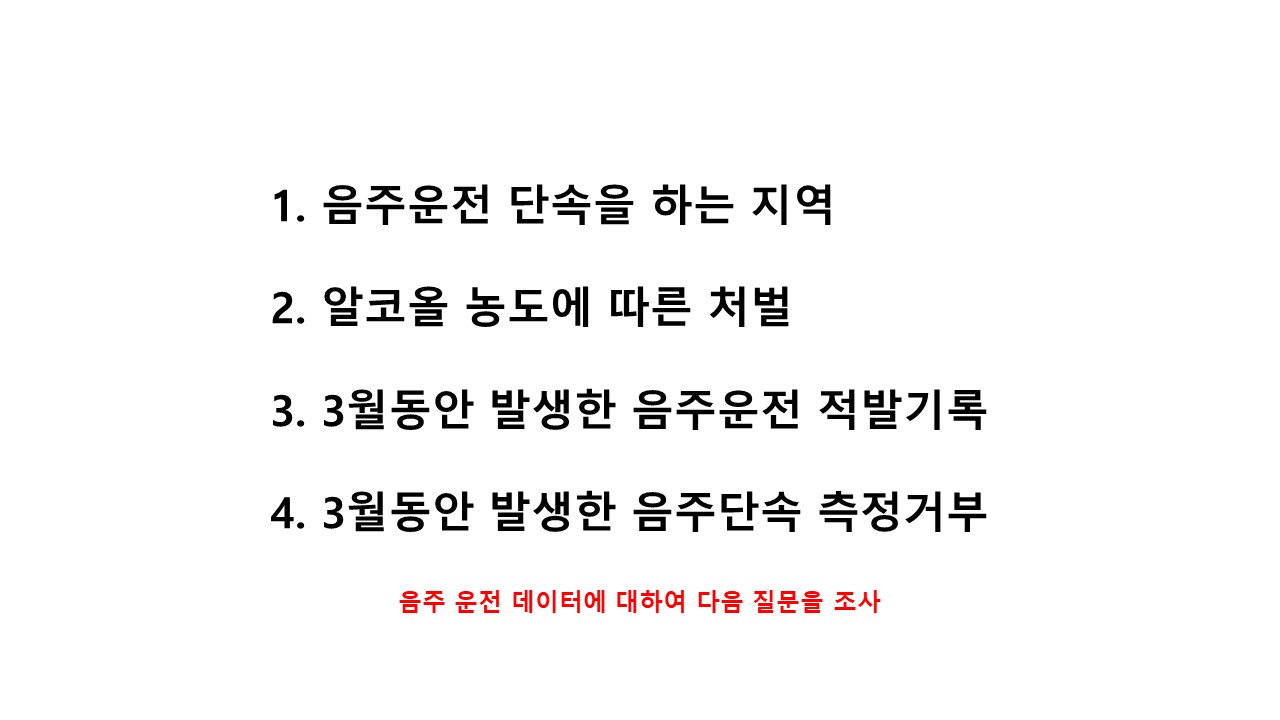 1. 음주운전 단속을 하는 지역
2. 알코올 농도에 따른 처벌
3. 3월동안 발생한 음주운전 적발기록
4. 3월동안 발생한 음주단속 측정거부
음주 운전 데이터에 대하여 다음 질문을 조사